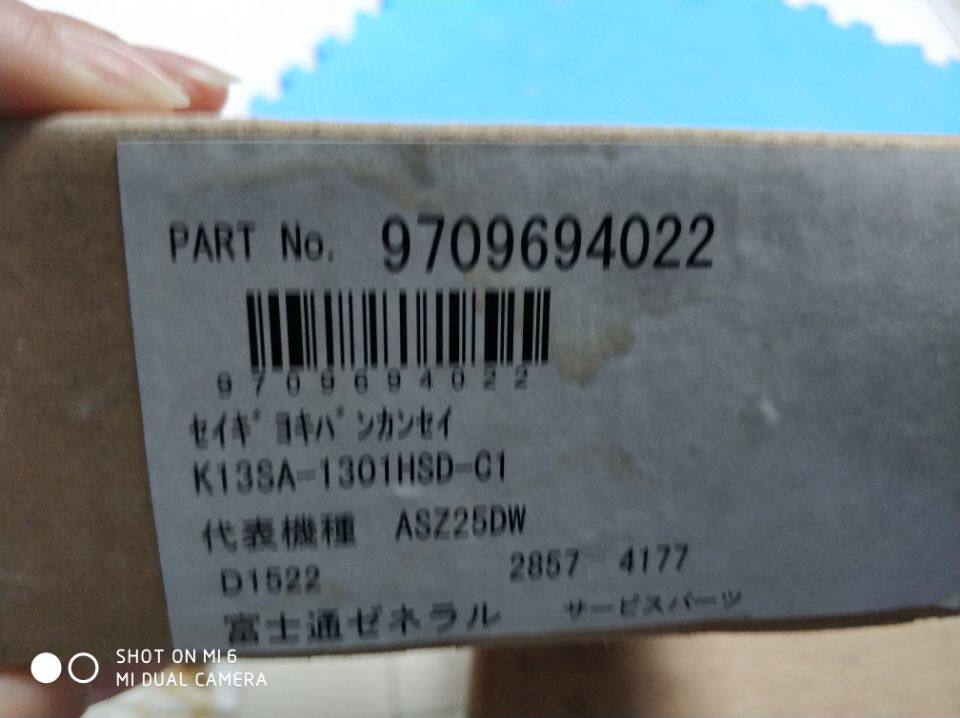 PART No. 9709694022
9709694022
セイギヨキバンカンセイ
K13SA-1301HSD-C1
代表機種 ASZ25DW
D1522 2857 4177
富士通ゼネラル サービスパーツ
SHOT ON MI 6
MI DUAL CAMERA